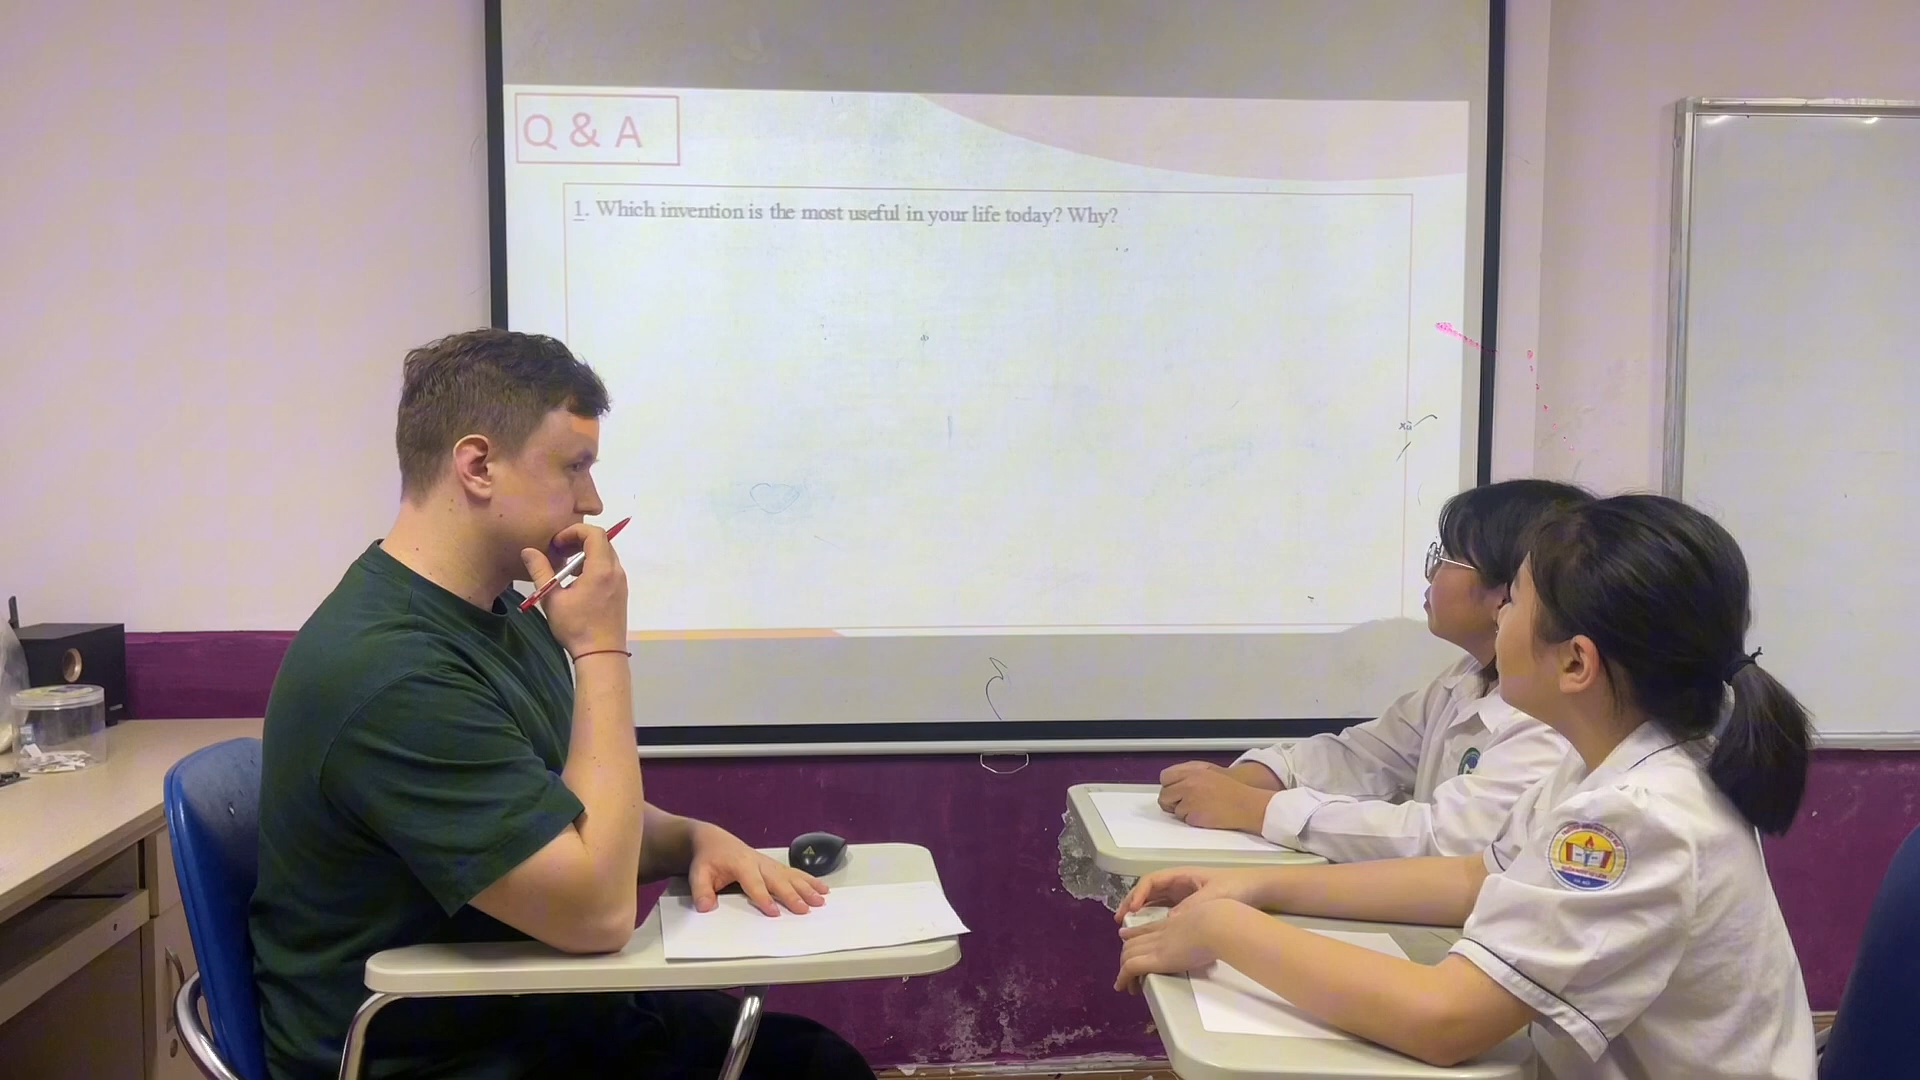 Q & A
1. Which invention is the most useful in your life today? Why?